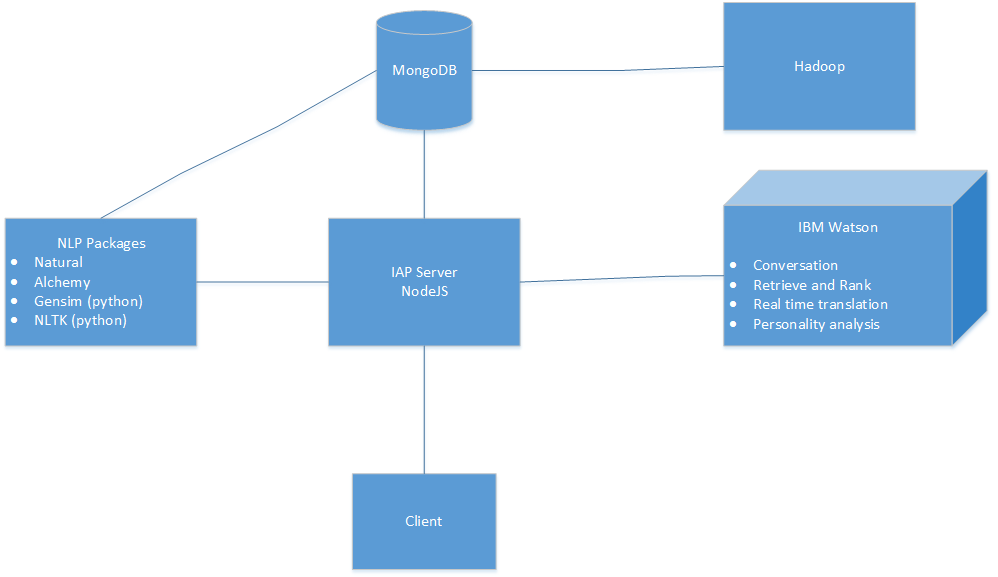 MongoDB
Hadoop
NLP Packages
• Natural
• Alchemy
• Gensim (python)
• NLTK (python)
IAP Server
NodeJS
IBM Watson
• Conversation
• Retrieve and Rank
• Real time translation
• Personality analysis
Client